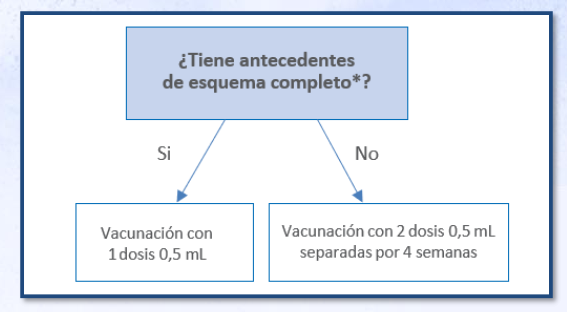 ¿Tiene antecedentes
de esquema completo*?
Si
No
Vacunación con
1 dosis 0,5 mL
Vacunación con 2 dosis 0,5 mL
separadas por 4 semanas